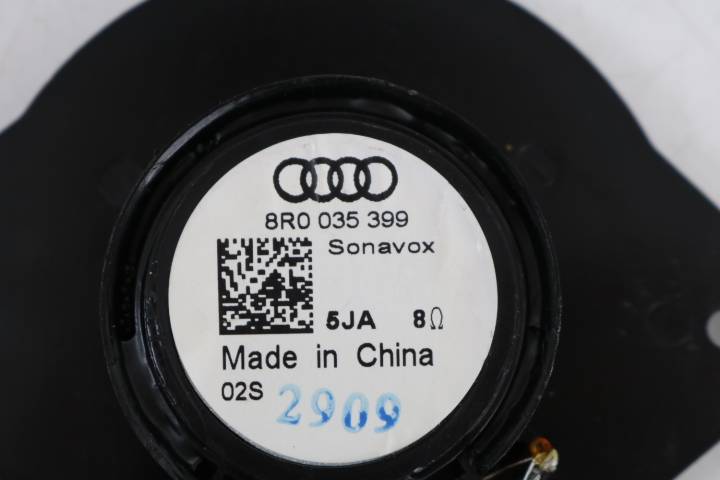 8R0 035 399
Sonavox
5JA 8Ω
Made in China
02S 2909